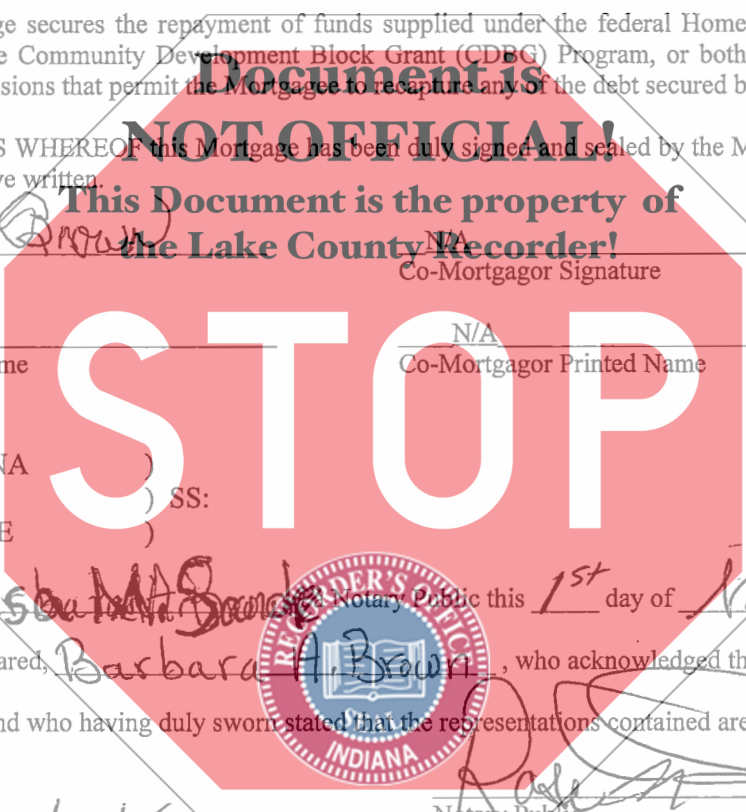 ge secures the repayment of funds supplied under the federal Home
e Community Development Block Grant (CDBG) Program, or both
Document is
sions that permit the Mortgagee to recapture any of the debt secured b
NOT OFFICIAL!
S WHEREOF this Mortgage has been duly signed and sealed by the M
ve written.
This Document is the property of
Brown
the Lake County Recorder!
N/A
Co-Mortgagor Signature
STOP
N/A
me
Co-Mortgagor Printed Name
NA )
) SS:
E )
a Notary Public this 1st day of
RECORDER'S OFFICE
ared, Barbara A. Brown , who acknowledged th
SEAL
nd who having duly sworn stated that the representations contained are
INDIANA
Notary Public